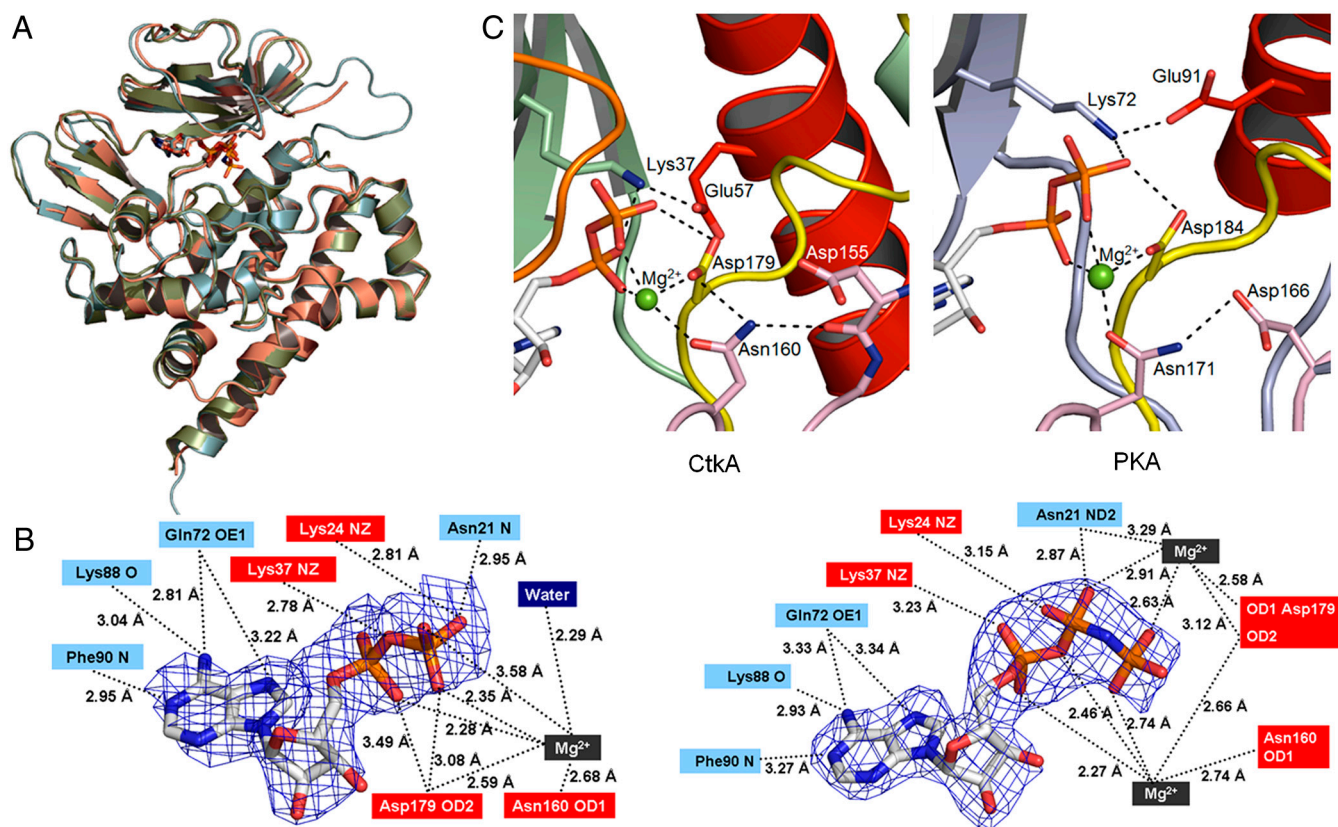 A
C
Lys37
Glu57
Asp179
Asp155
Mg2+
Asn160
CtkA
Lys72
Glu91
Asp184
Mg2+
Asp166
Asn171
PKA
B
Gln72 OE1
Lys24 NZ
Asn21 N
Lys88 O
2.81 Å
Lys37 NZ
2.81 Å
2.95 Å
3.04 Å
2.78 Å
Water
Phe90 N
3.22 Å
2.29 Å
2.95 Å
3.58 Å
2.35 Å
2.28 Å
3.49 Å
Mg2+
3.08 Å
2.59 Å
2.68 Å
Asp179 OD2
Asn160 OD1
Lys24 NZ
Asn21 ND2
3.29 Å
Mg2+
3.15 Å
2.87 Å
2.91 Å
2.58 Å
Lys37 NZ
2.63 Å
OD1 Asp179
OD2
3.23 Å
3.12 Å
Gln72 OE1
3.33 Å
3.34 Å
Lys88 O
2.93 Å
2.46 Å
2.74 Å
2.66 Å
Asn160
OD1
Phe90 N
3.27 Å
2.27 Å
2.74 Å
Mg2+